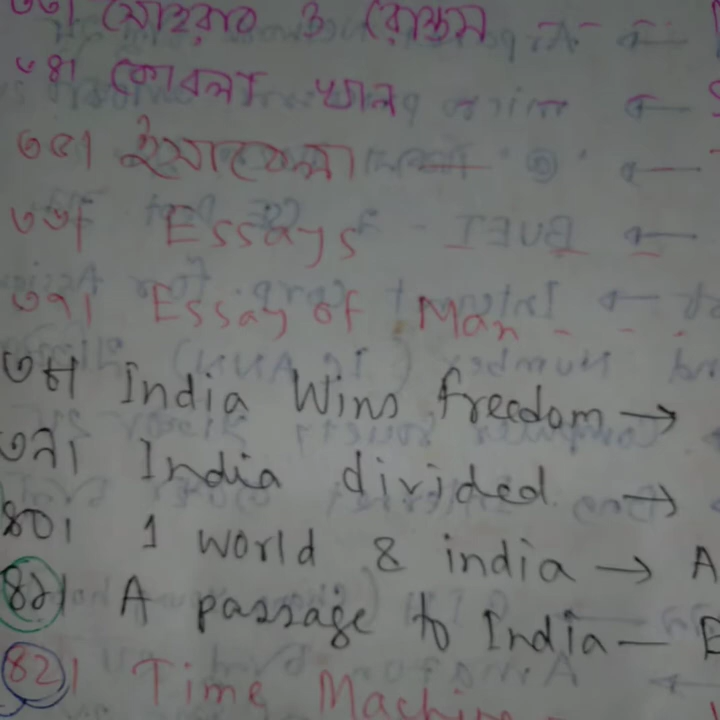 ৩৩। সোহরাব ও রোস্তম -
৩৪। কোবলা খান
৩৫। ইসাবেলা
৩৬। Essays -
৩৭। Essay of Man - - -
৩৮। India Wins freedom →
৩৯। India divided →
৪০। 1 world & india → A
৪১। A passage to India — E
৪২। Time Machine -